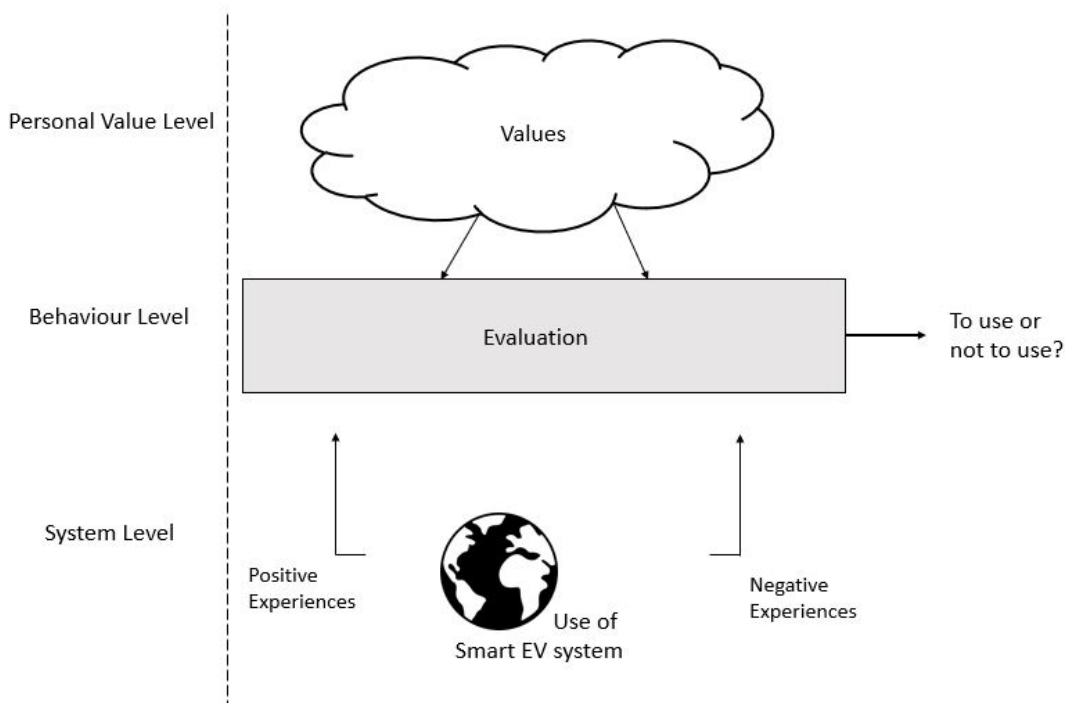 Personal Value Level
Values
Behaviour Level
Evaluation
To use or
not to use?
System Level
Positive
Experiences
Use of
Smart EV system
Negative
Experiences